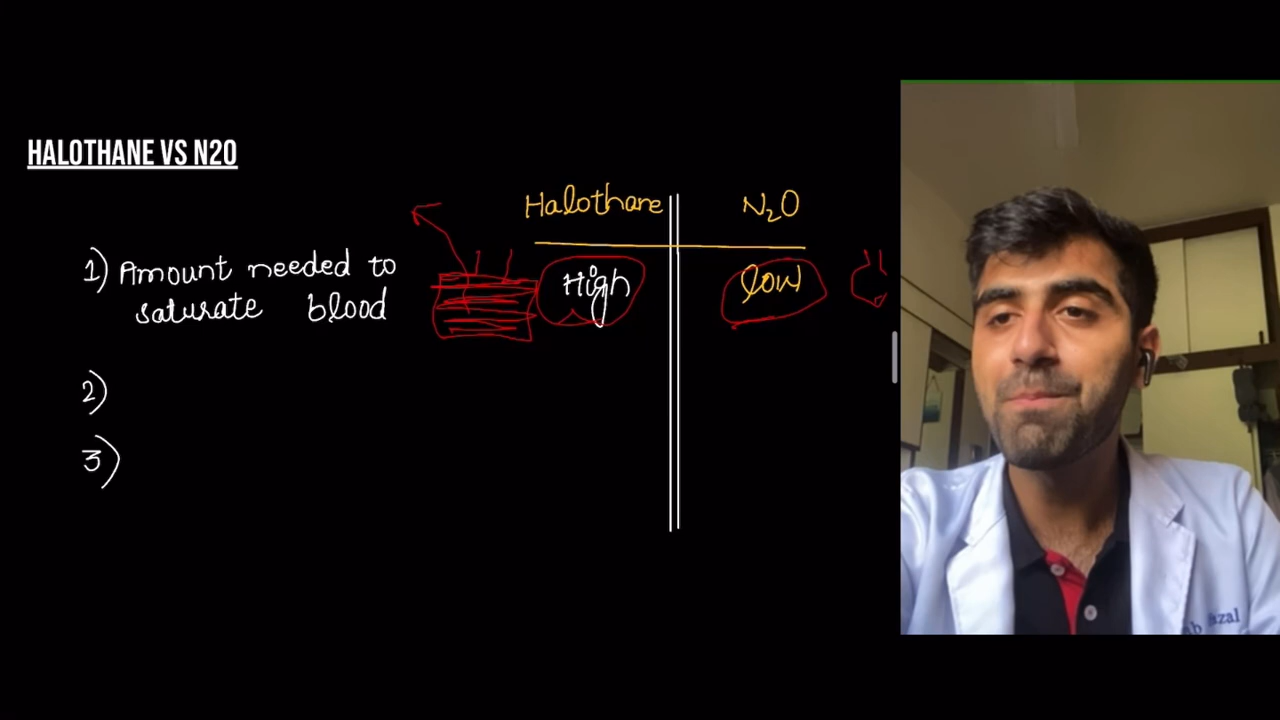 HALOTHANE VS N2O
Halothane N₂O
1) Amount needed to High low
saturate blood
2)
3)